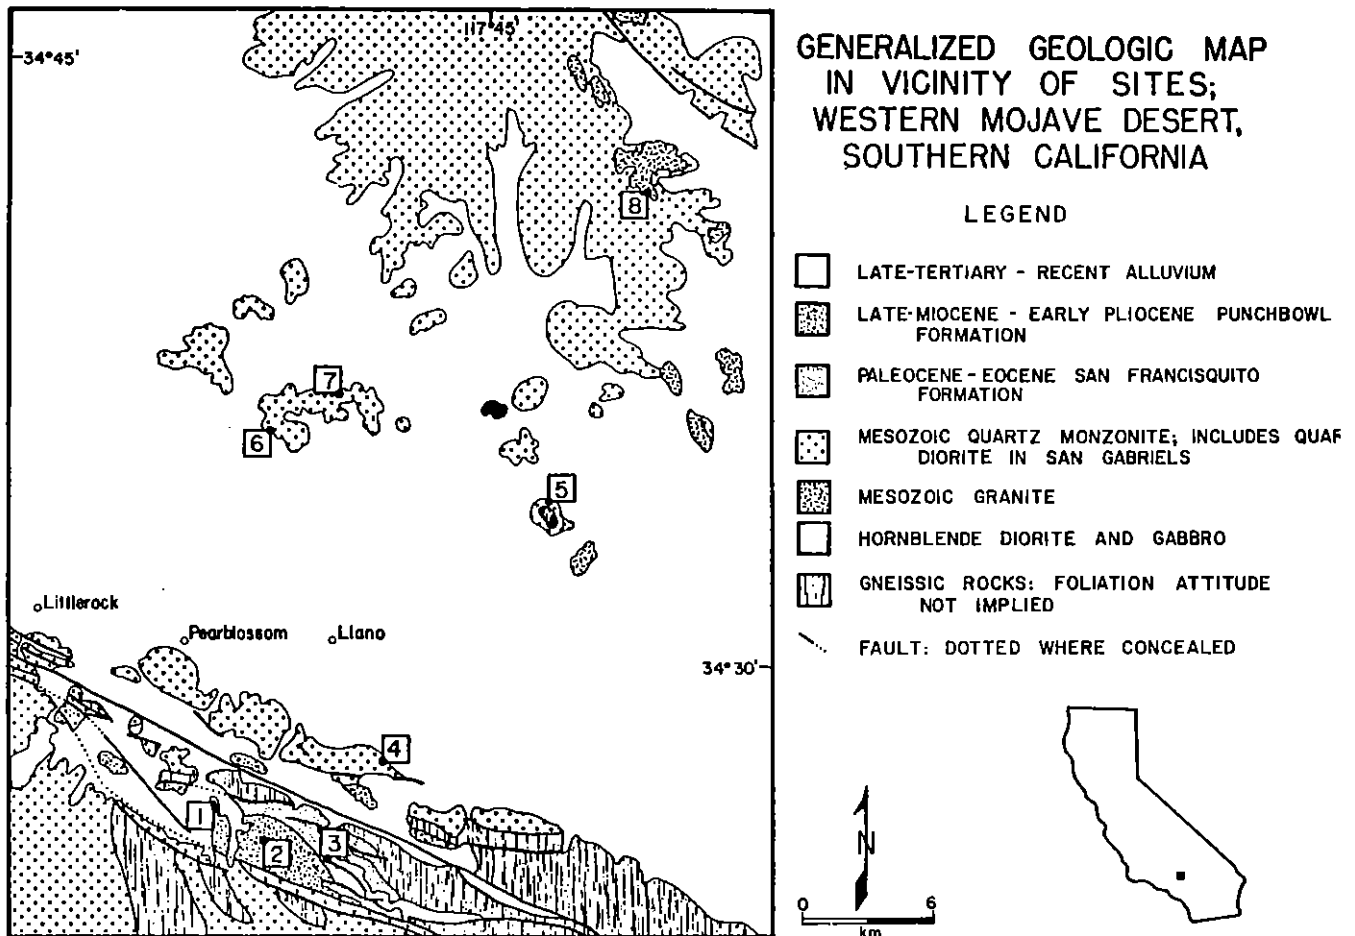 117°45'
34°45'
8
7
6
5
Littlerock
Pearblossom
Llano
34°30'
4
1
2
3
GENERALIZED GEOLOGIC MAP
IN VICINITY OF SITES;
WESTERN MOJAVE DESERT,
SOUTHERN CALIFORNIA
LEGEND
LATE-TERTIARY - RECENT ALLUVIUM
LATE-MIOCENE - EARLY PLIOCENE PUNCHBOWL
FORMATION
PALEOCENE-EOCENE SAN FRANCISQUITO
FORMATION
MESOZOIC QUARTZ MONZONITE; INCLUDES
DIORITE IN SAN GABRIELS
MESOZOIC GRANITE
HORNBLENDE DIORITE AND GABBRO
GNEISSIC ROCKS: FOLIATION ATTITUDE
NOT IMPLIED
FAULT: DOTTED WHERE CONCEALED
N
0 6
km